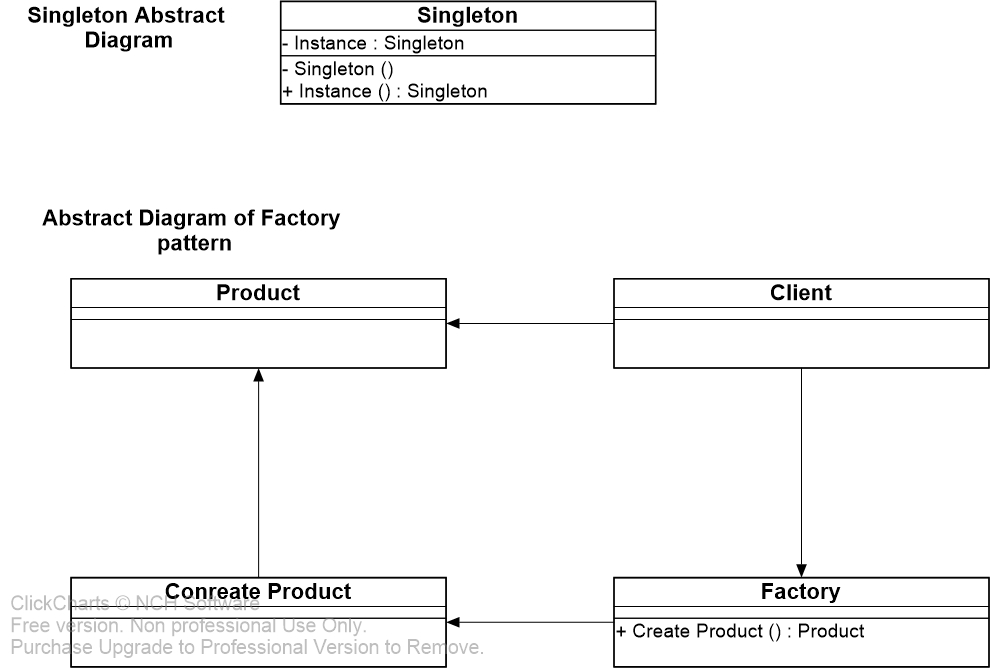 Singleton Abstract
Diagram
Singleton
- Instance : Singleton
- Singleton ()
+ Instance () : Singleton
Abstract Diagram of Factory
pattern
Product
Client
Conreate Product
Factory
+ Create Product () : Product
ClickCharts © NCH Software
Free version. Non professional Use Only.
Purchase Upgrade to Professional Version to Remove.